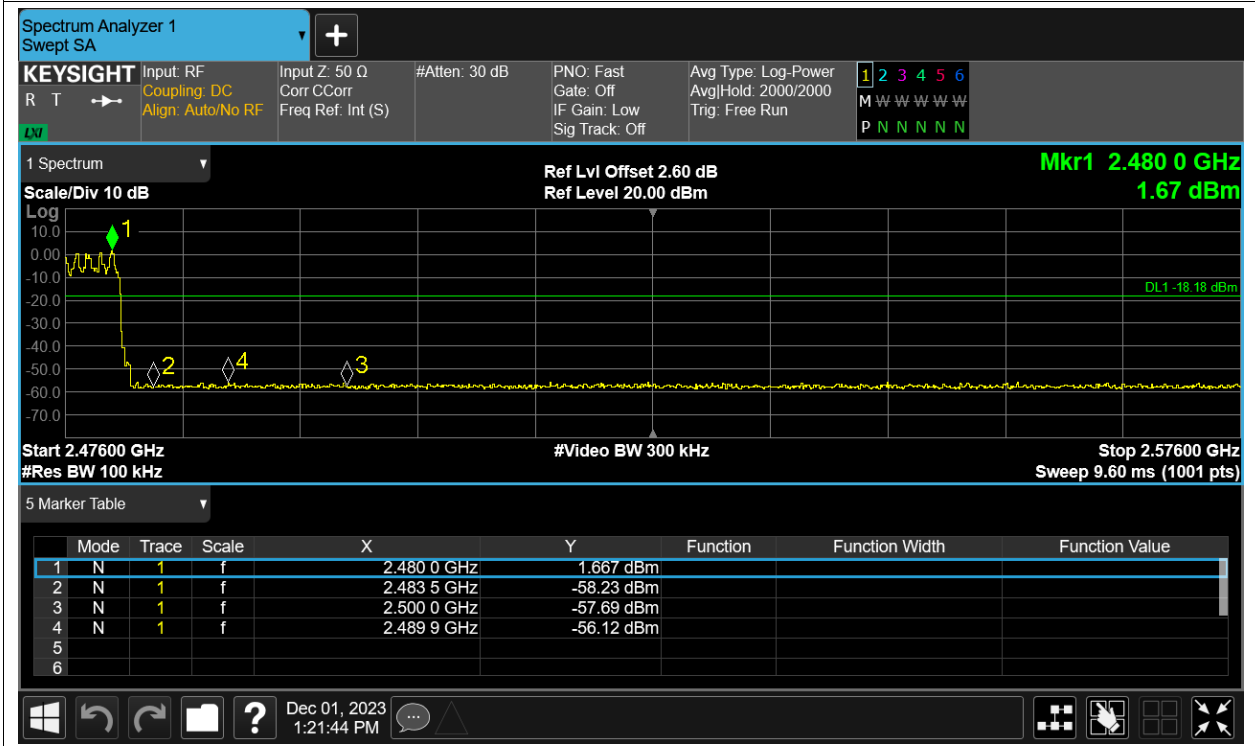 Spectrum Analyzer 1
Swept SA
+
KEYSIGHT Input: RF Input Z: 50 Ω #Atten: 30 dB PNO: Fast Avg Type: Log-Power 1 2 3 4 5 6
R T Coupling: DC Corr CCorr Gate: Off Avg|Hold: 2000/2000 M W W W W W
Align: Auto/No RF Freq Ref: Int (S) IF Gain: Low Trig: Free Run
LXI Sig Track: Off P N N N N N
1 Spectrum Ref Lvl Offset 2.60 dB Mkr1 2.480 0 GHz
Scale/Div 10 dB Ref Level 20.00 dBm 1.67 dBm
Log
1
10.0
0.00
-10.0
DL1 -18.18 dBm
-20.0
-30.0
-40.0
2 4 3
-50.0
-60.0
-70.0
Start 2.47600 GHz #Video BW 300 kHz Stop 2.57600 GHz
#Res BW 100 kHz Sweep 9.60 ms (1001 pts)
5 Marker Table
Mode Trace Scale X Y Function Function Width Function Value
1 N 1 f 2.480 0 GHz 1.667 dBm
2 N 1 f 2.483 5 GHz -58.23 dBm
3 N 1 f 2.500 0 GHz -57.69 dBm
4 N 1 f 2.489 9 GHz -56.12 dBm
5
6
? Dec 01, 2023
1:21:44 PM